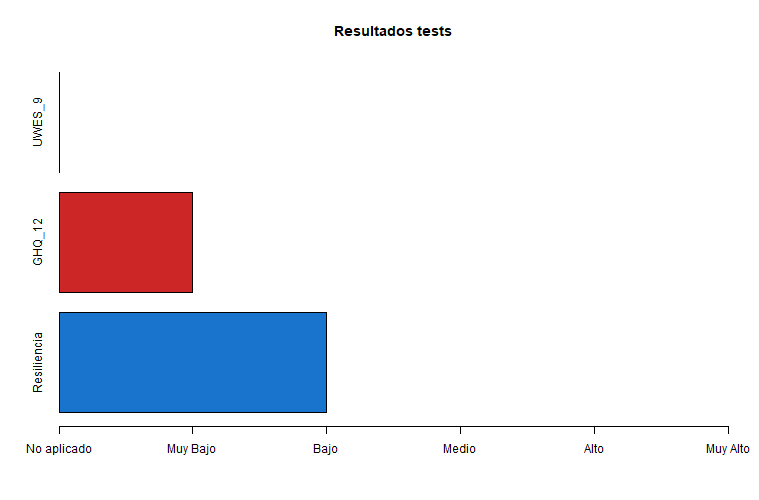 Resultados tests
UWES_9
GHQ_12
Resiliencia
No aplicado
Muy Bajo
Bajo
Medio
Alto
Muy Alto